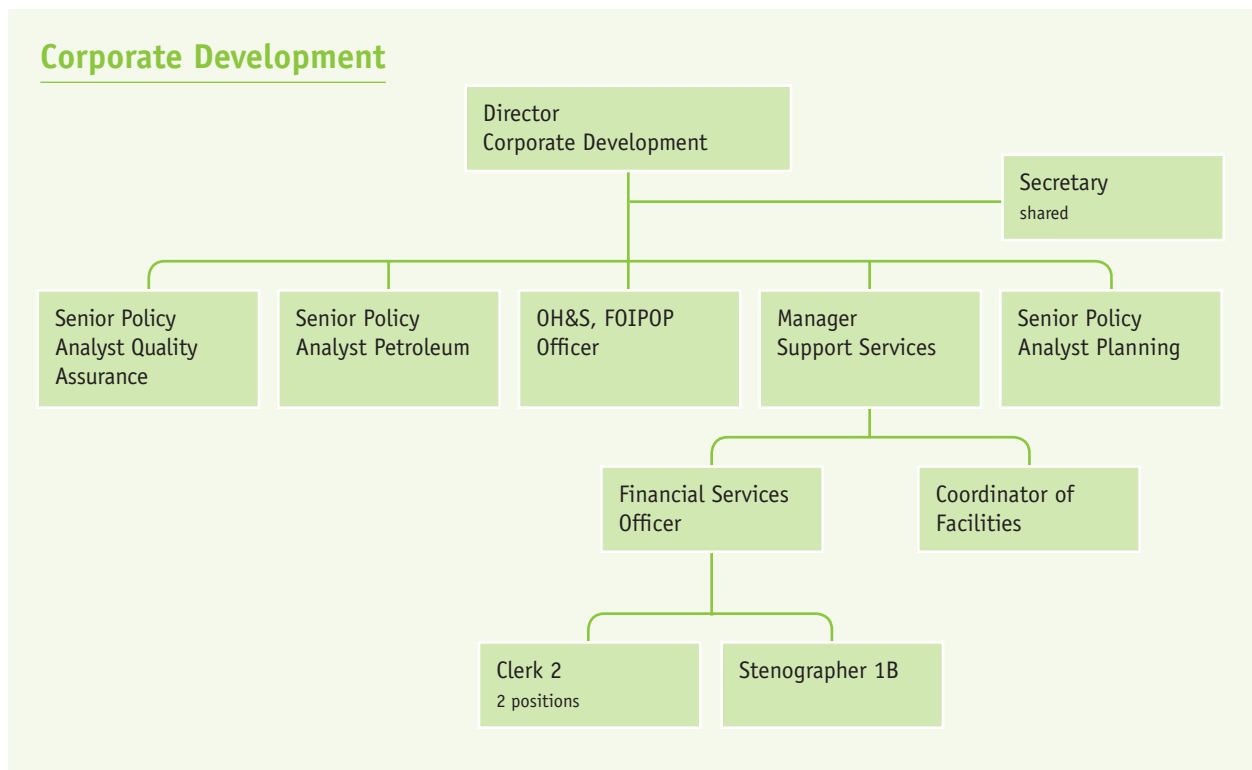 Corporate Development
Director
Corporate Development
Secretary
shared
Senior Policy
Analyst Quality
Assurance
Senior Policy
Analyst Petroleum
OH&S, FOIPOP
Officer
Manager
Support Services
Senior Policy
Analyst Planning
Financial Services
Officer
Coordinator of
Facilities
Clerk 2
2 positions
Stenographer 1B